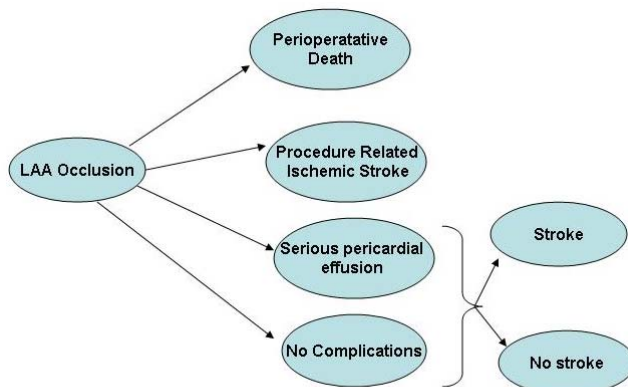 Perioperatative
Death
LAA Occlusion
Procedure Related
Ischemic Stroke
Serious pericardial
effusion
Stroke
No Complications
No stroke